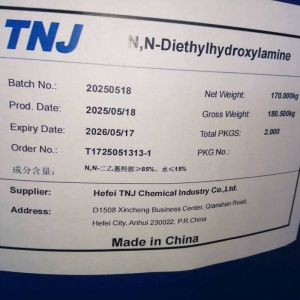 TNJ N,N-Diethylhydroxylamine
Batch No.: 20250518 Net Weight: 170.000kg
Prod. Date: 2025/05/18 Gross Weight: 180.500kg
Expiry Date 2026/05/17 Total PKGS: 2.000
Order No.: T1725051313-1 PKG No.:
成分含量: N,N-二乙基羟胺≥85%, 水≤15%
Supplier: Hefei TNJ Chemical Industry Co.,Ltd.
Address: D1508 Xincheng Business Center, Qianshan Road,
Hefei City, Anhui 230022, P.R.China
Made in China